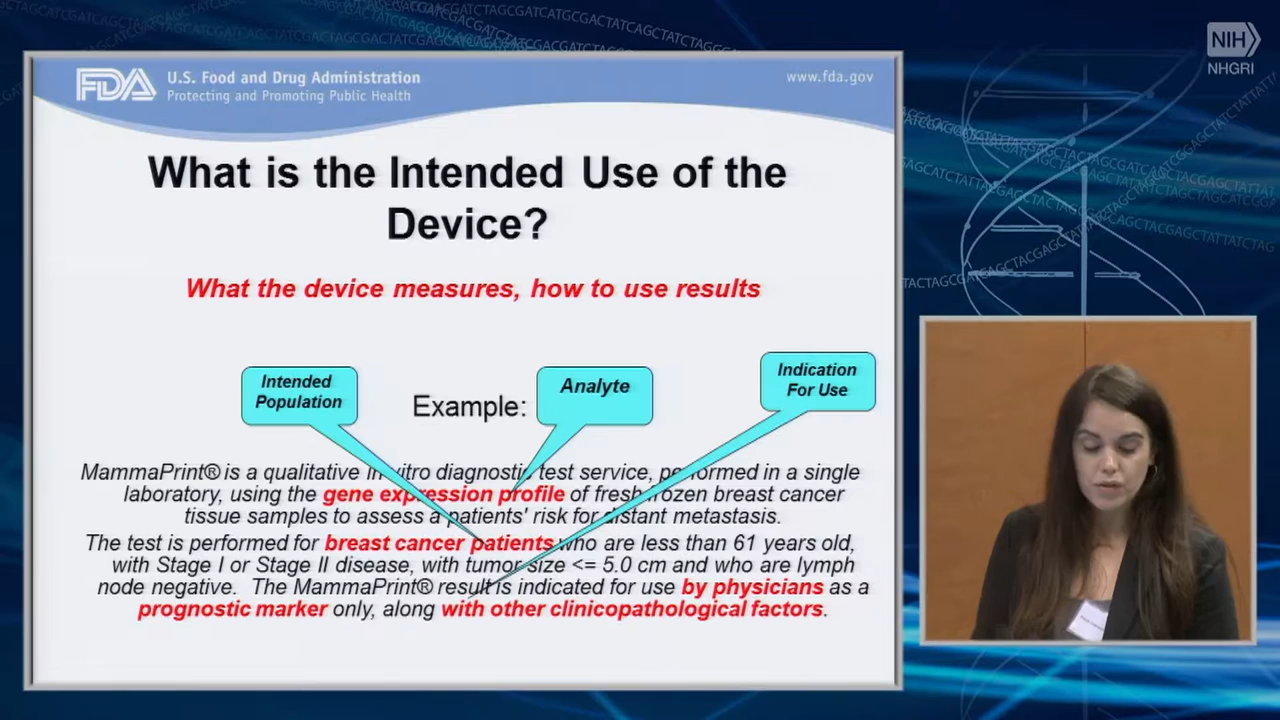 FDA U.S. Food and Drug Administration
Protecting and Promoting Public Health
www.fda.gov
NIH
NHGRI
What is the Intended Use of the
Device?
What the device measures, how to use results
Intended
Population
Example:
Analyte
Indication
For Use
MammaPrint® is a qualitative in vitro diagnostic test service, performed in a single
laboratory, using the gene expression profile of fresh frozen breast cancer
tissue samples to assess a patients' risk for distant metastasis.
The test is performed for breast cancer patients who are less than 61 years old,
with Stage I or Stage II disease, with tumor size <= 5.0 cm and who are lymph
node negative. The MammaPrint® result is indicated for use by physicians as a
prognostic marker only, along with other clinicopathological factors.